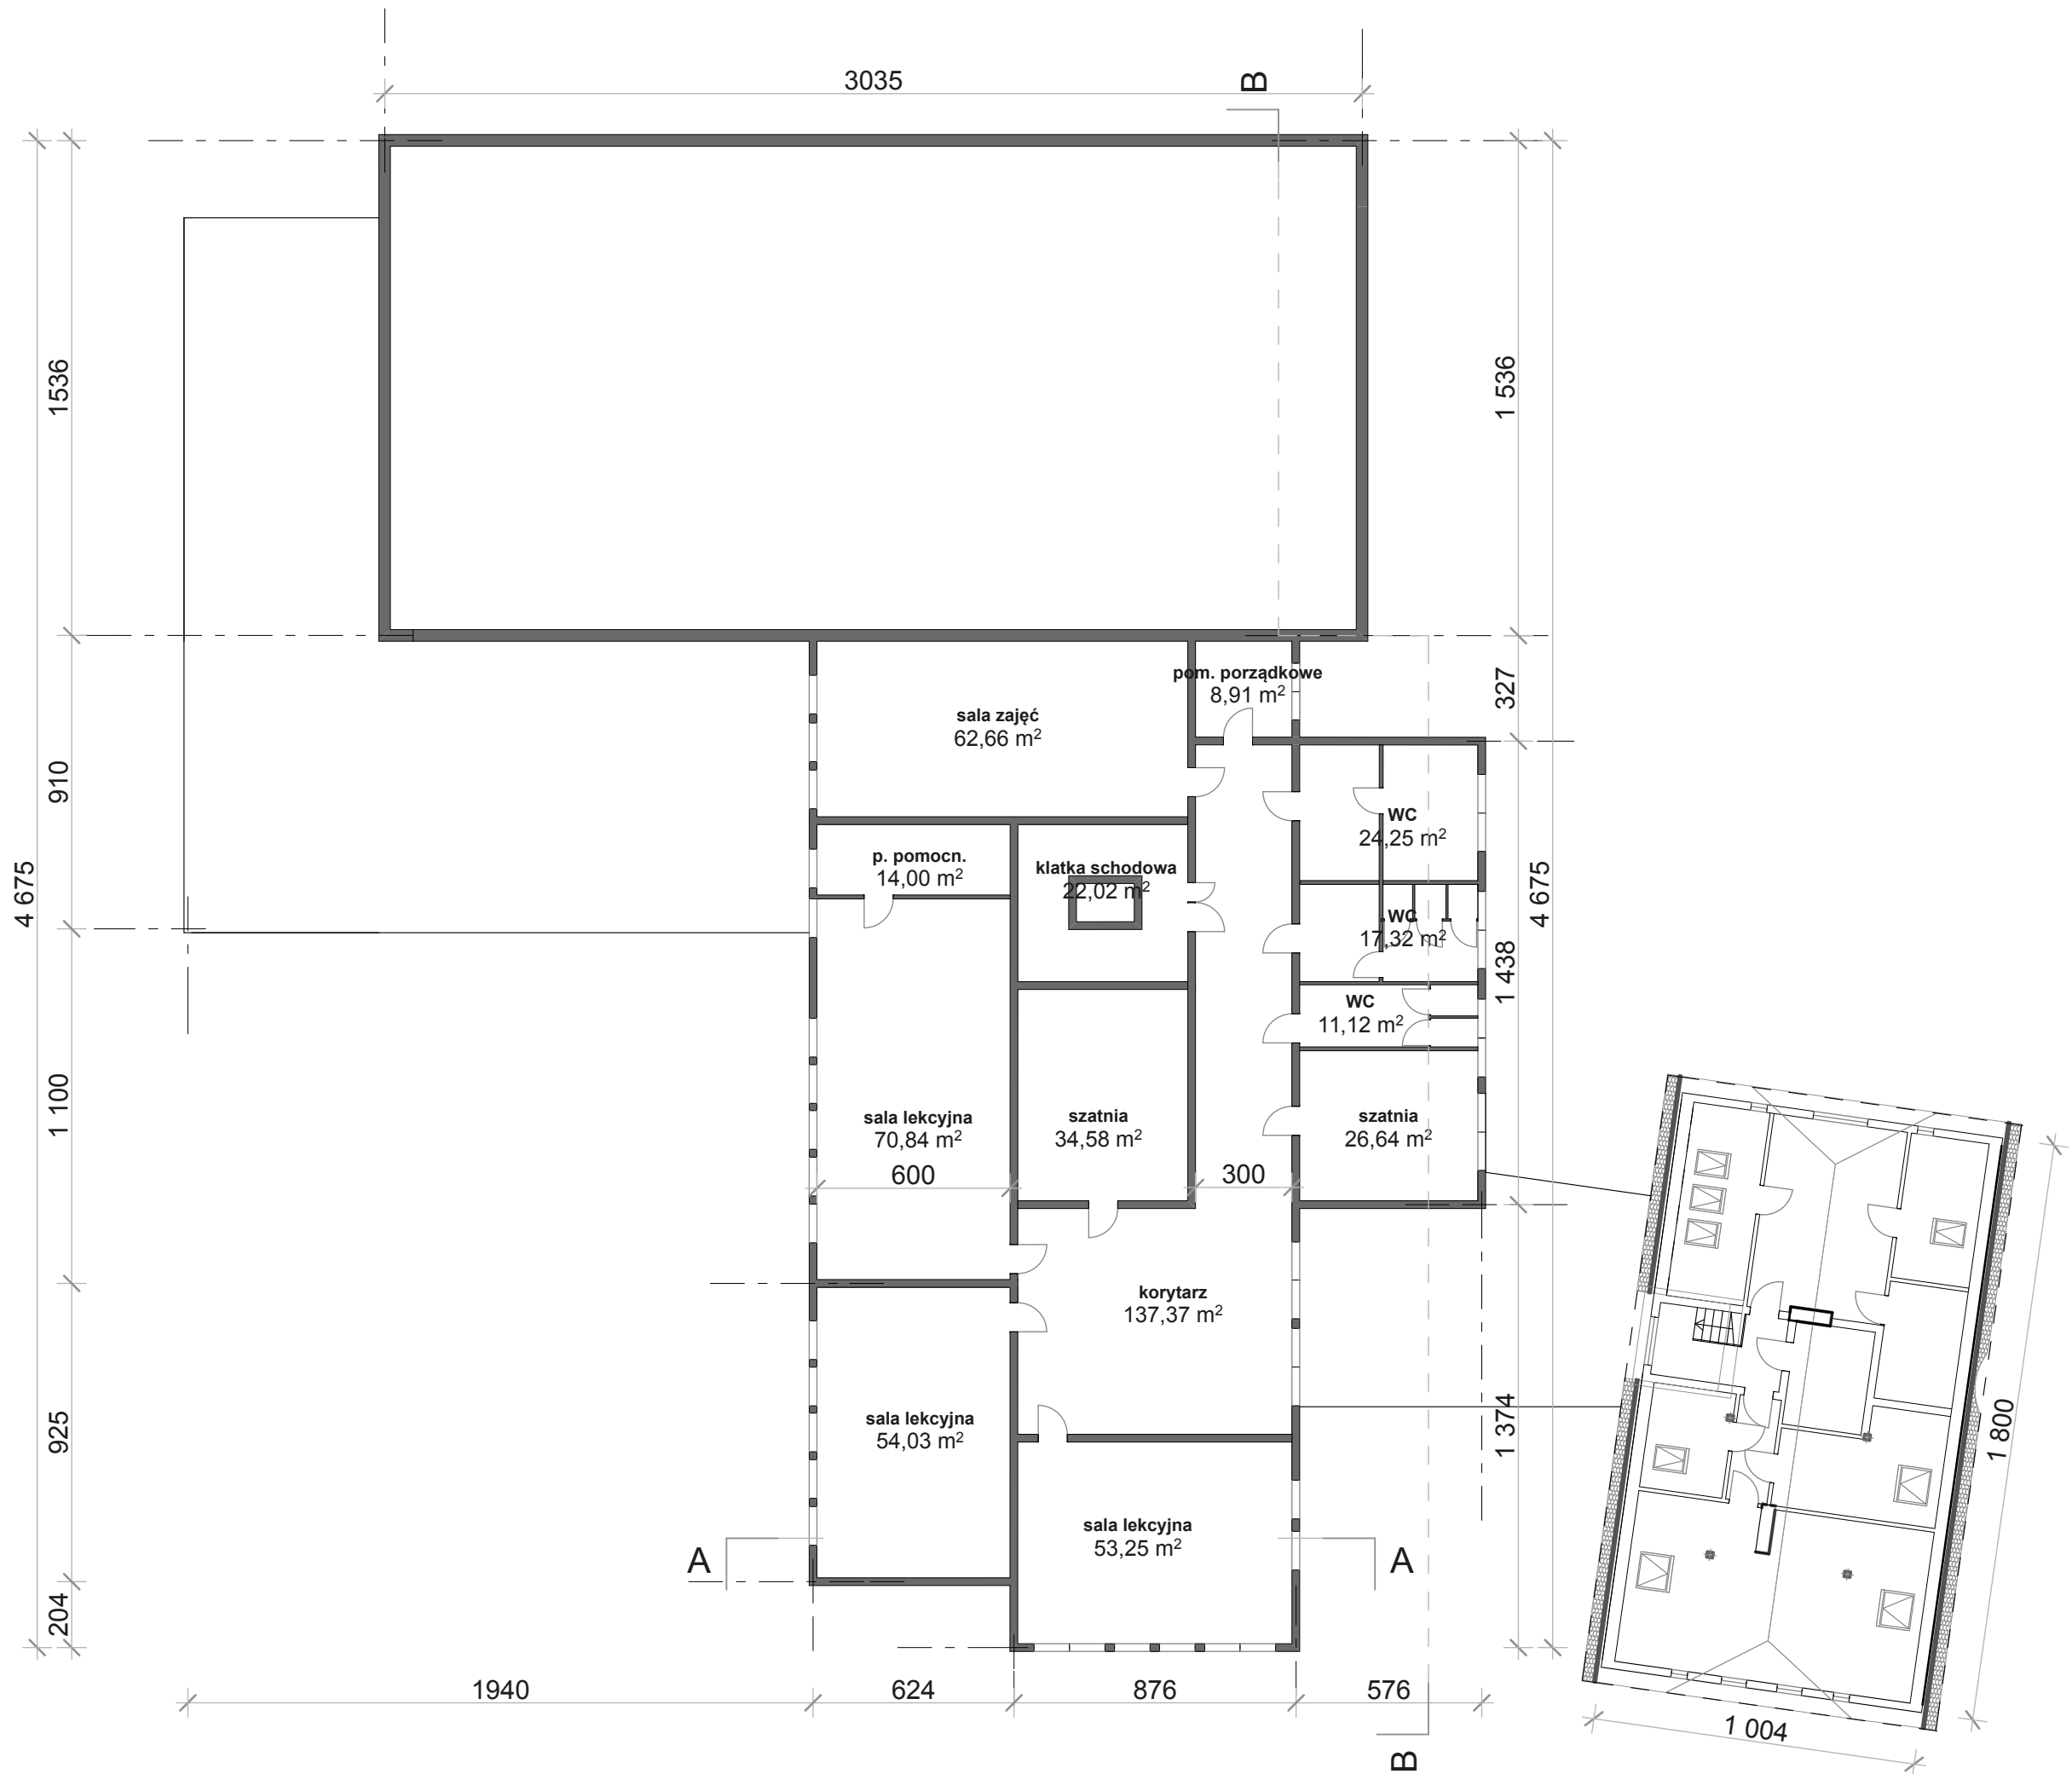 3035
B
1536
1 536
pom. porządkowe
8,91 m²
327
sala zajęć
62,66 m²
910
WC
24,25 m²
p. pomocn.
14,00 m²
klatka schodowa
22,02 m²
4 675
4 675
WC
17,32 m²
1 438
WC
11,12 m²
1 100
sala lekcyjna
70,84 m²
szatnia
34,58 m²
szatnia
26,64 m²
600
300
korytarz
137,37 m²
925
sala lekcyjna
54,03 m²
1 374
1 800
sala lekcyjna
53,25 m²
A
A
204
1940
624
876
576
1 004
B